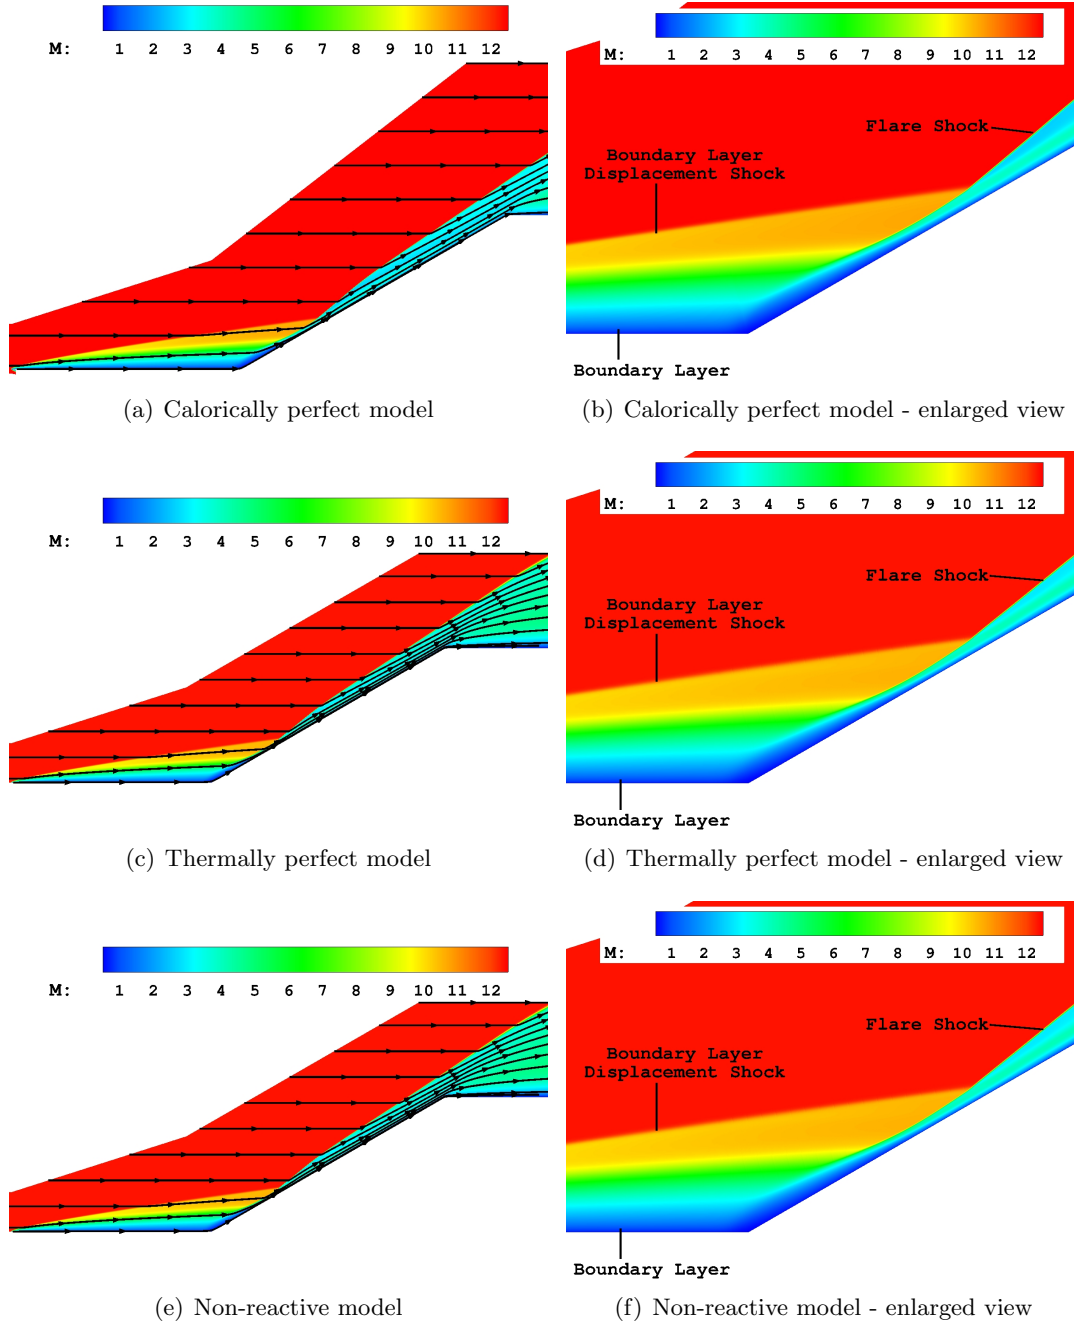 M: 1 2 3 4 5 6 7 8 9 10 11 12
M: 1 2 3 4 5 6 7 8 9 10 11 12
Flare Shock
Boundary Layer
Displacement Shock
Boundary Layer
(a) Calorically perfect model
(b) Calorically perfect model - enlarged view
M: 1 2 3 4 5 6 7 8 9 10 11 12
M: 1 2 3 4 5 6 7 8 9 10 11 12
Flare Shock
Boundary Layer
Displacement Shock
Boundary Layer
(c) Thermally perfect model
(d) Thermally perfect model - enlarged view
M: 1 2 3 4 5 6 7 8 9 10 11 12
M: 1 2 3 4 5 6 7 8 9 10 11 12
Flare Shock
Boundary Layer
Displacement Shock
Boundary Layer
(e) Non-reactive model
(f) Non-reactive model - enlarged view